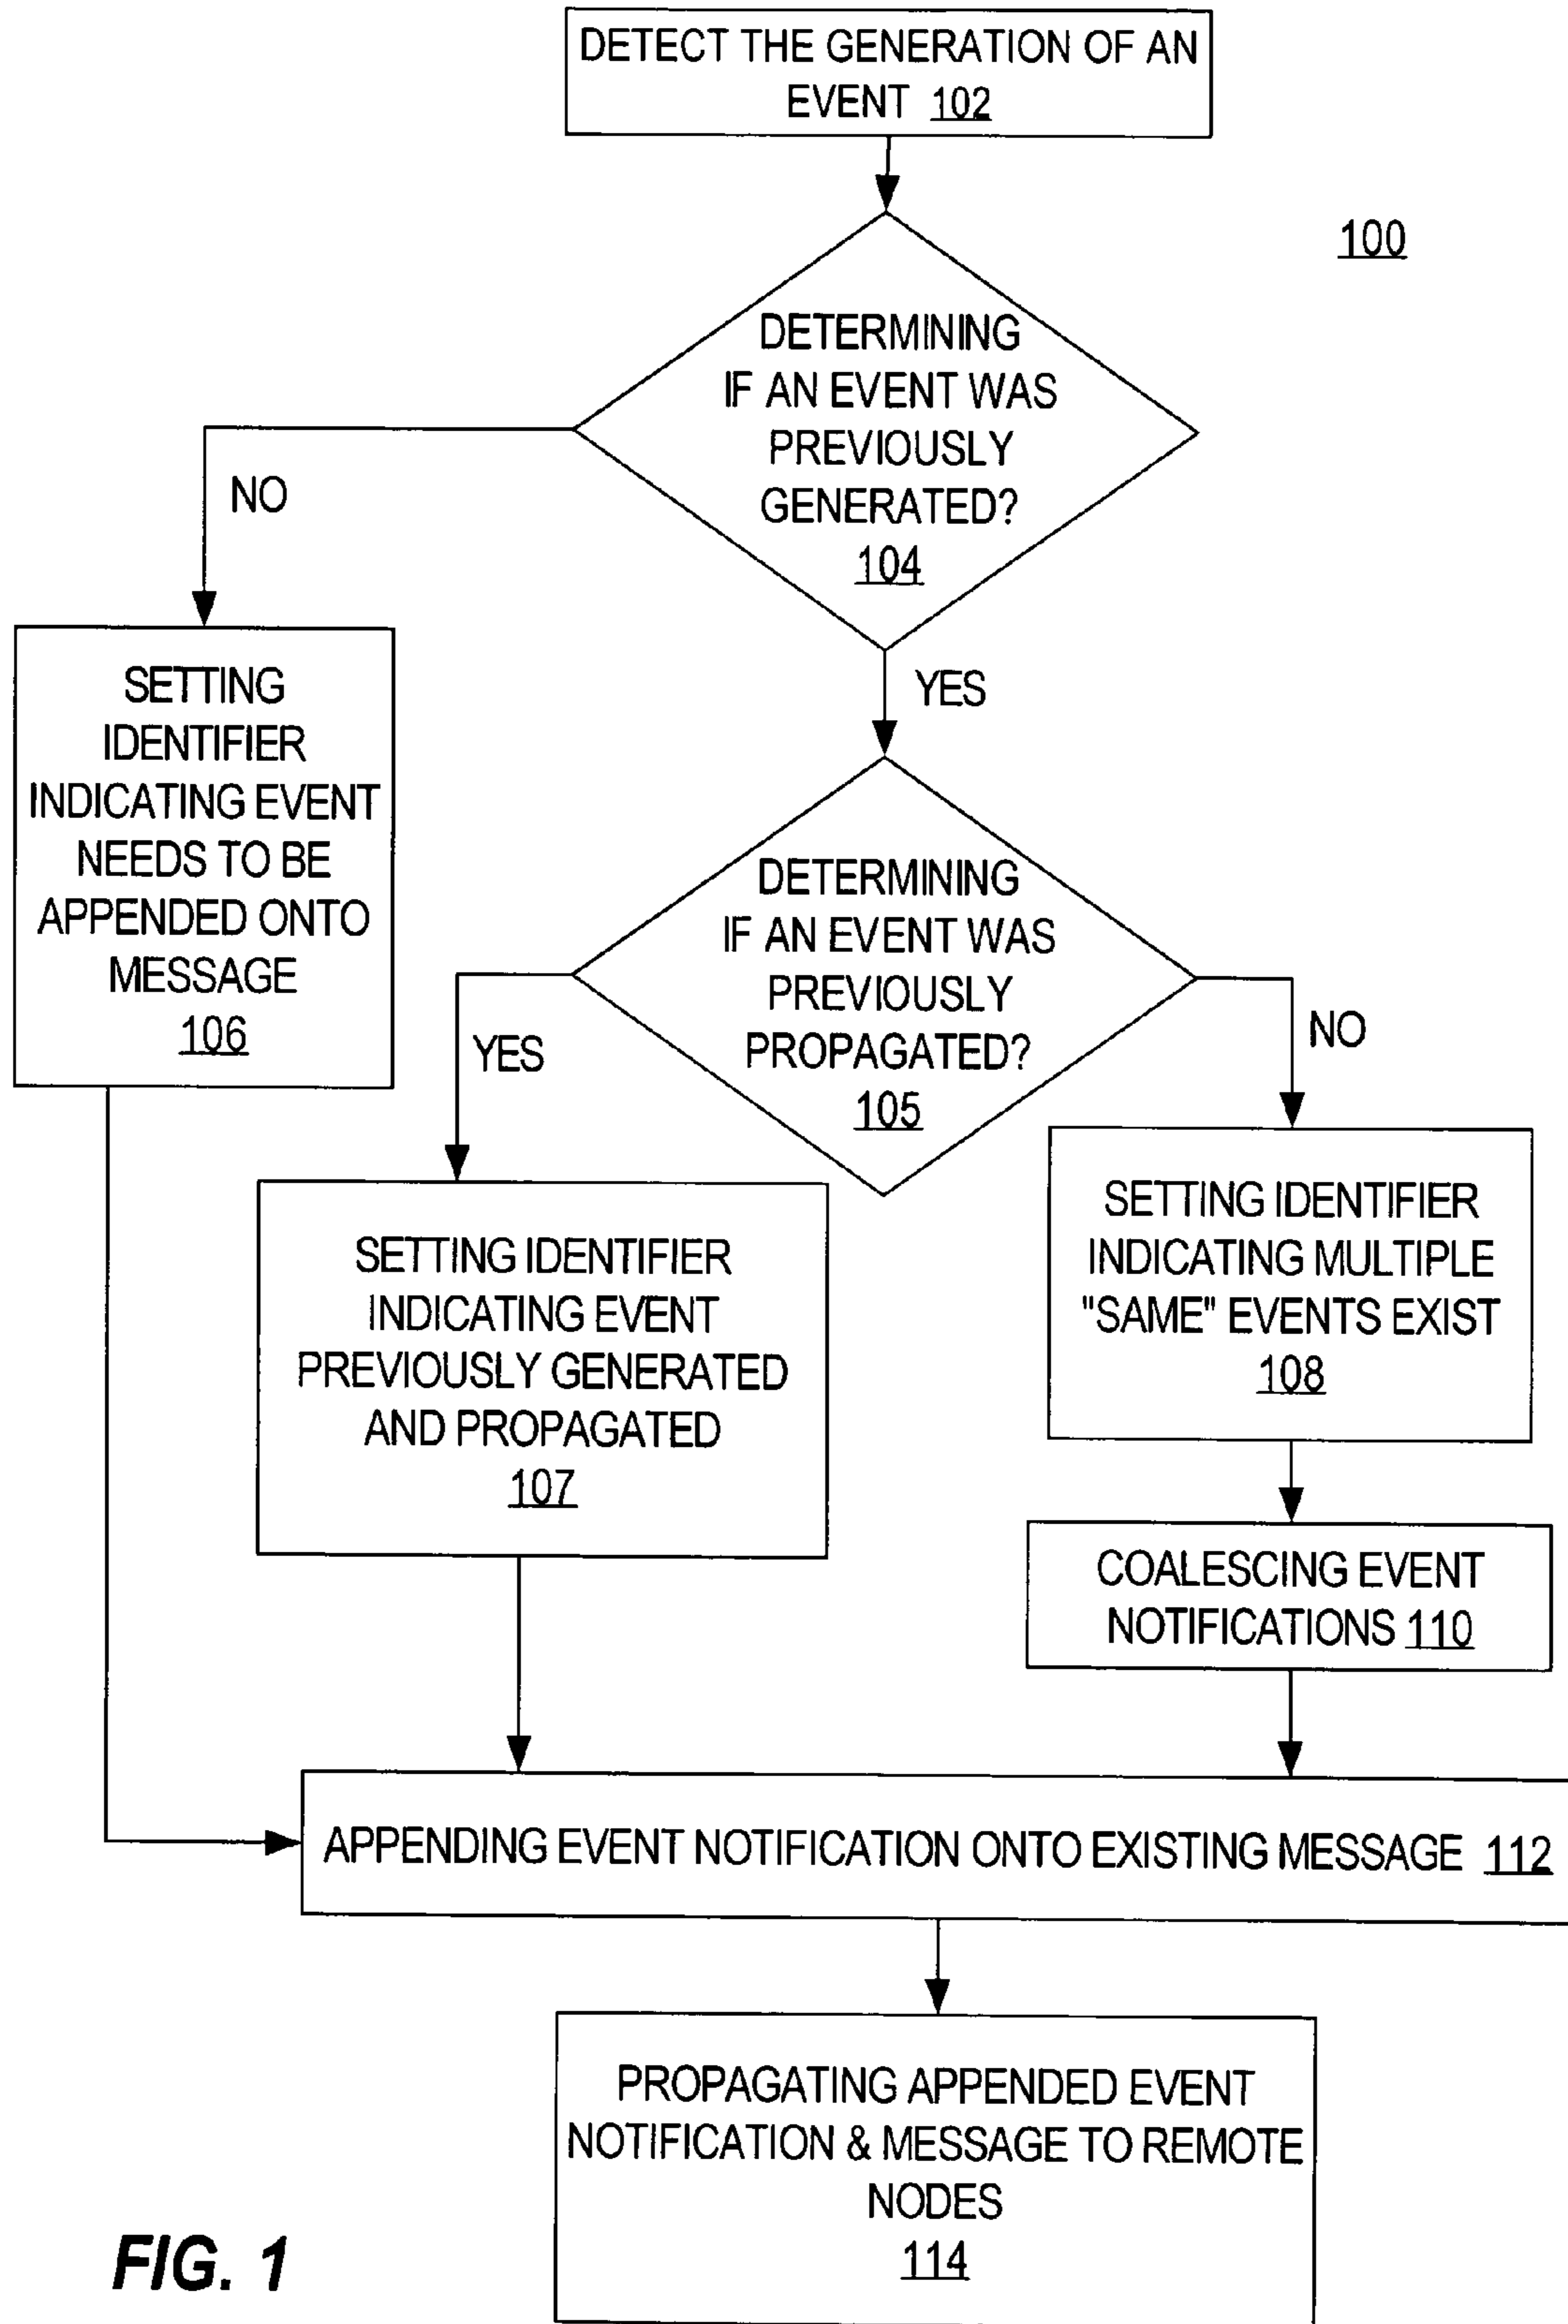 DETECT THE GENERATION OF AN
EVENT 102
100
DETERMINING
IF AN EVENT WAS
PREVIOUSLY
GENERATED?
104
NO
YES
SETTING
IDENTIFIER
INDICATING EVENT
NEEDS TO BE
APPENDED ONTO
MESSAGE
106
DETERMINING
IF AN EVENT WAS
PREVIOUSLY
PROPAGATED?
105
YES
NO
SETTING IDENTIFIER
INDICATING EVENT
PREVIOUSLY GENERATED
AND PROPAGATED
107
SETTING IDENTIFIER
INDICATING MULTIPLE
"SAME" EVENTS EXIST
108
COALESCING EVENT
NOTIFICATIONS 110
APPENDING EVENT NOTIFICATION ONTO EXISTING MESSAGE 112
PROPAGATING APPENDED EVENT
NOTIFICATION & MESSAGE TO REMOTE
NODES
114
FIG. 1